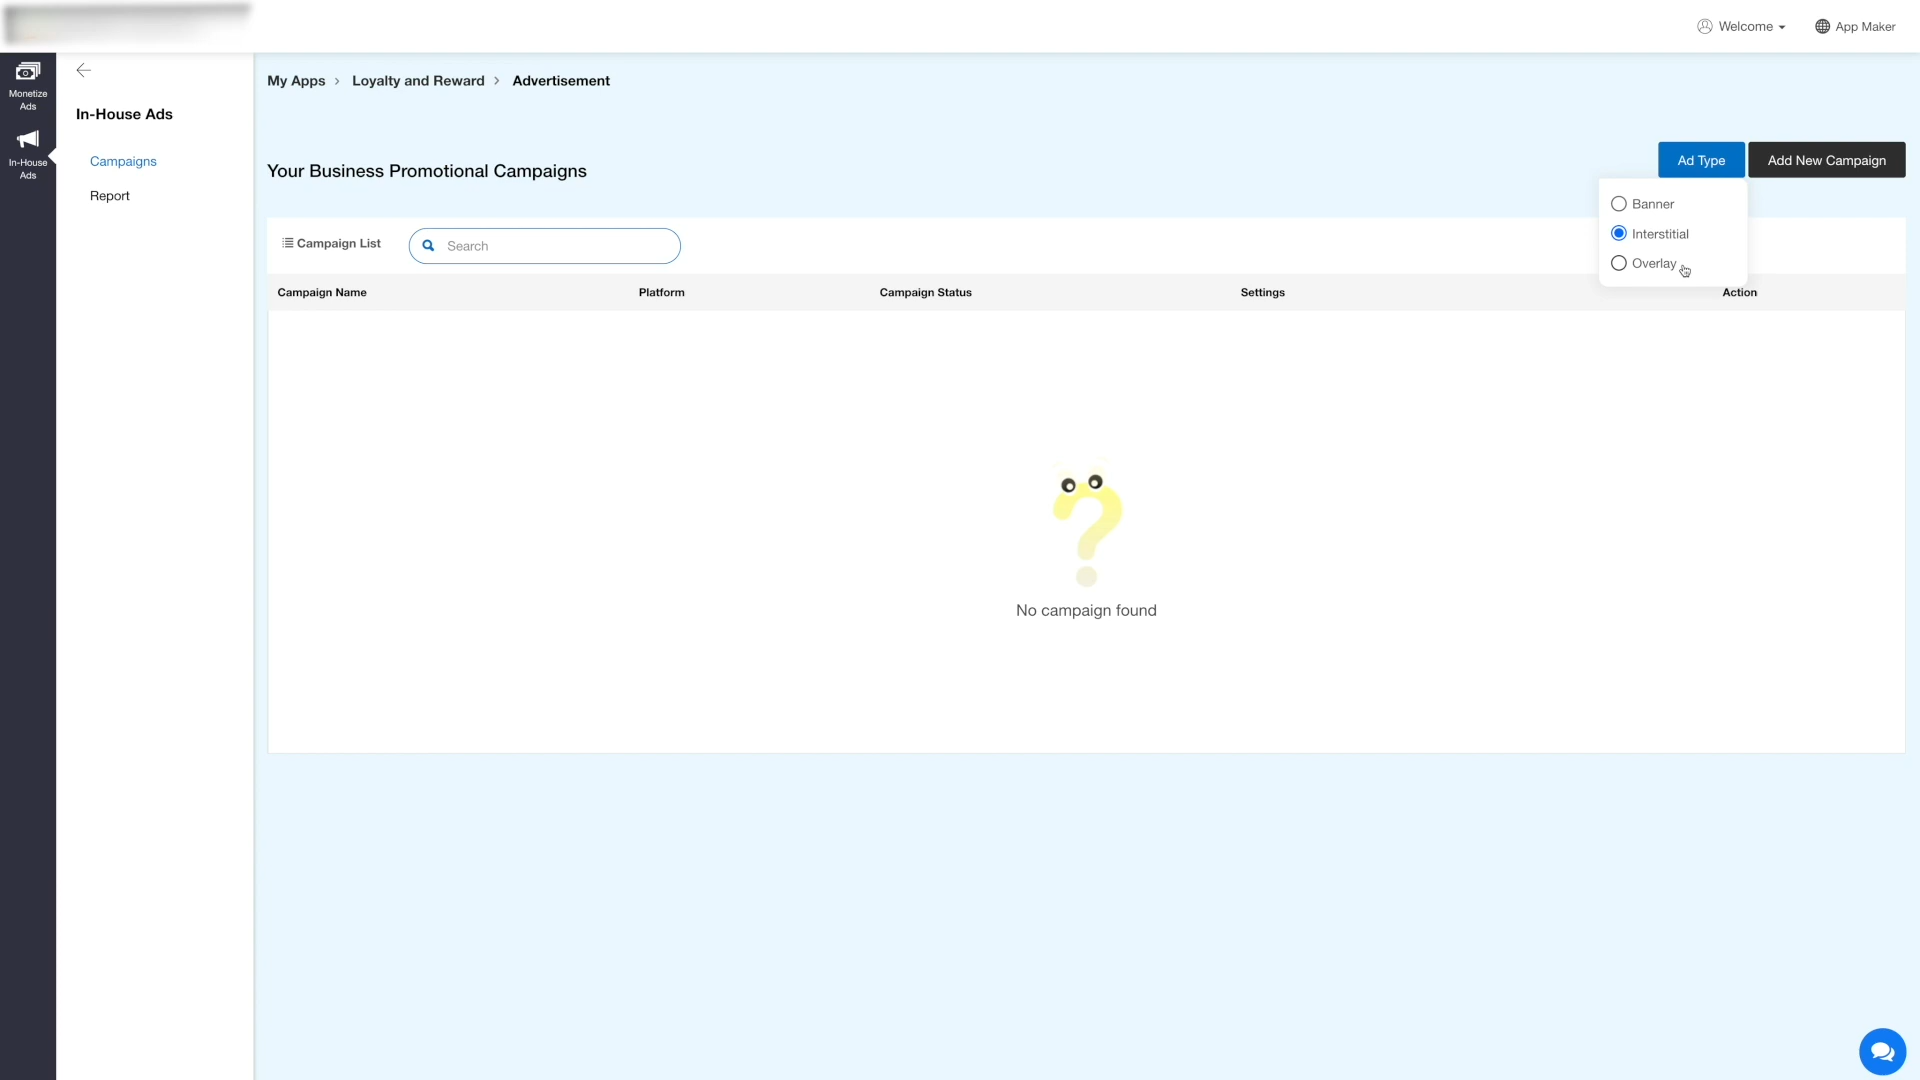 Welcome
App Maker
Monetize
Ads
In-House
Ads
In-House Ads
Campaigns
Report
My Apps > Loyalty and Reward > Advertisement
Your Business Promotional Campaigns
Ad Type
Add New Campaign
Banner
Interstitial
Overlay
Campaign List
Search
Campaign Name
Platform
Campaign Status
Settings
Action
?
No campaign found